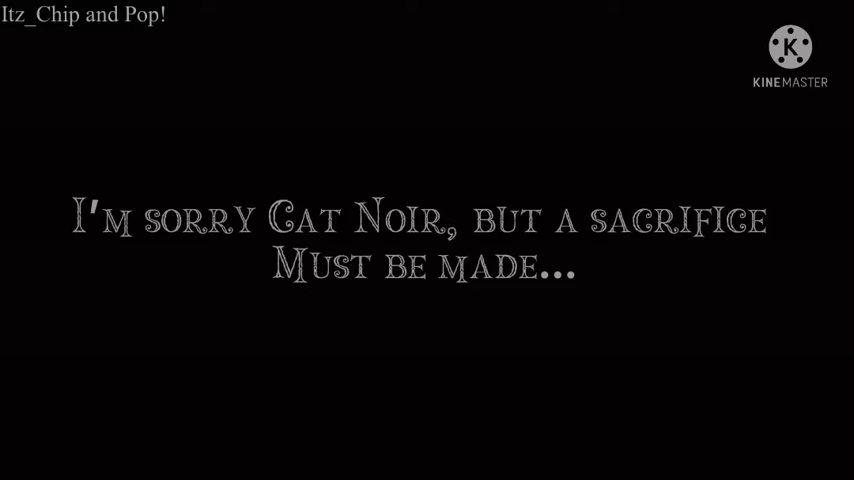 Itz_Chip and Pop!
K
KINEMASTER
I'm sorry Cat Noir, but a sacrifice
Must be made...